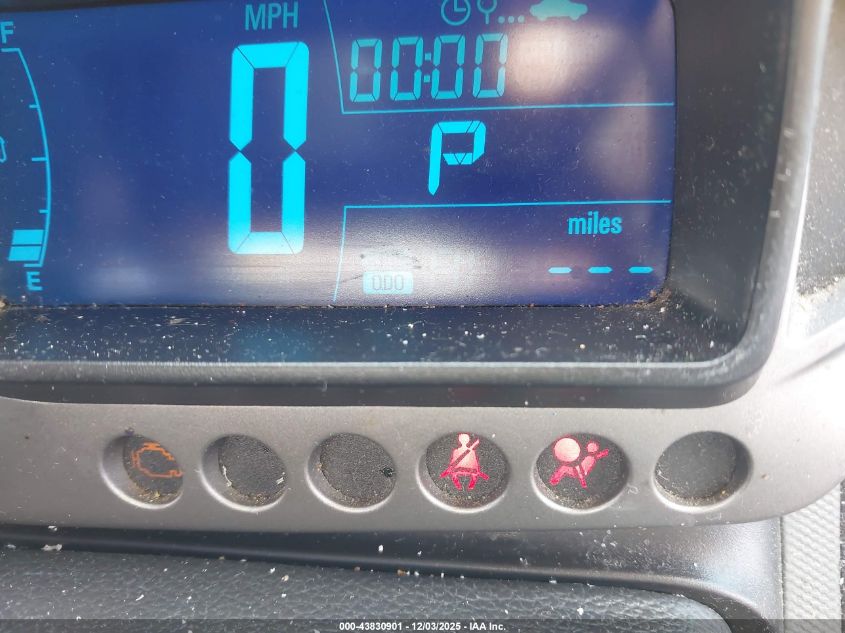 F
MPH
00:00
0
P
miles
E
ODO
---
000-43830901 - 12/03/2025 - IAA Inc.